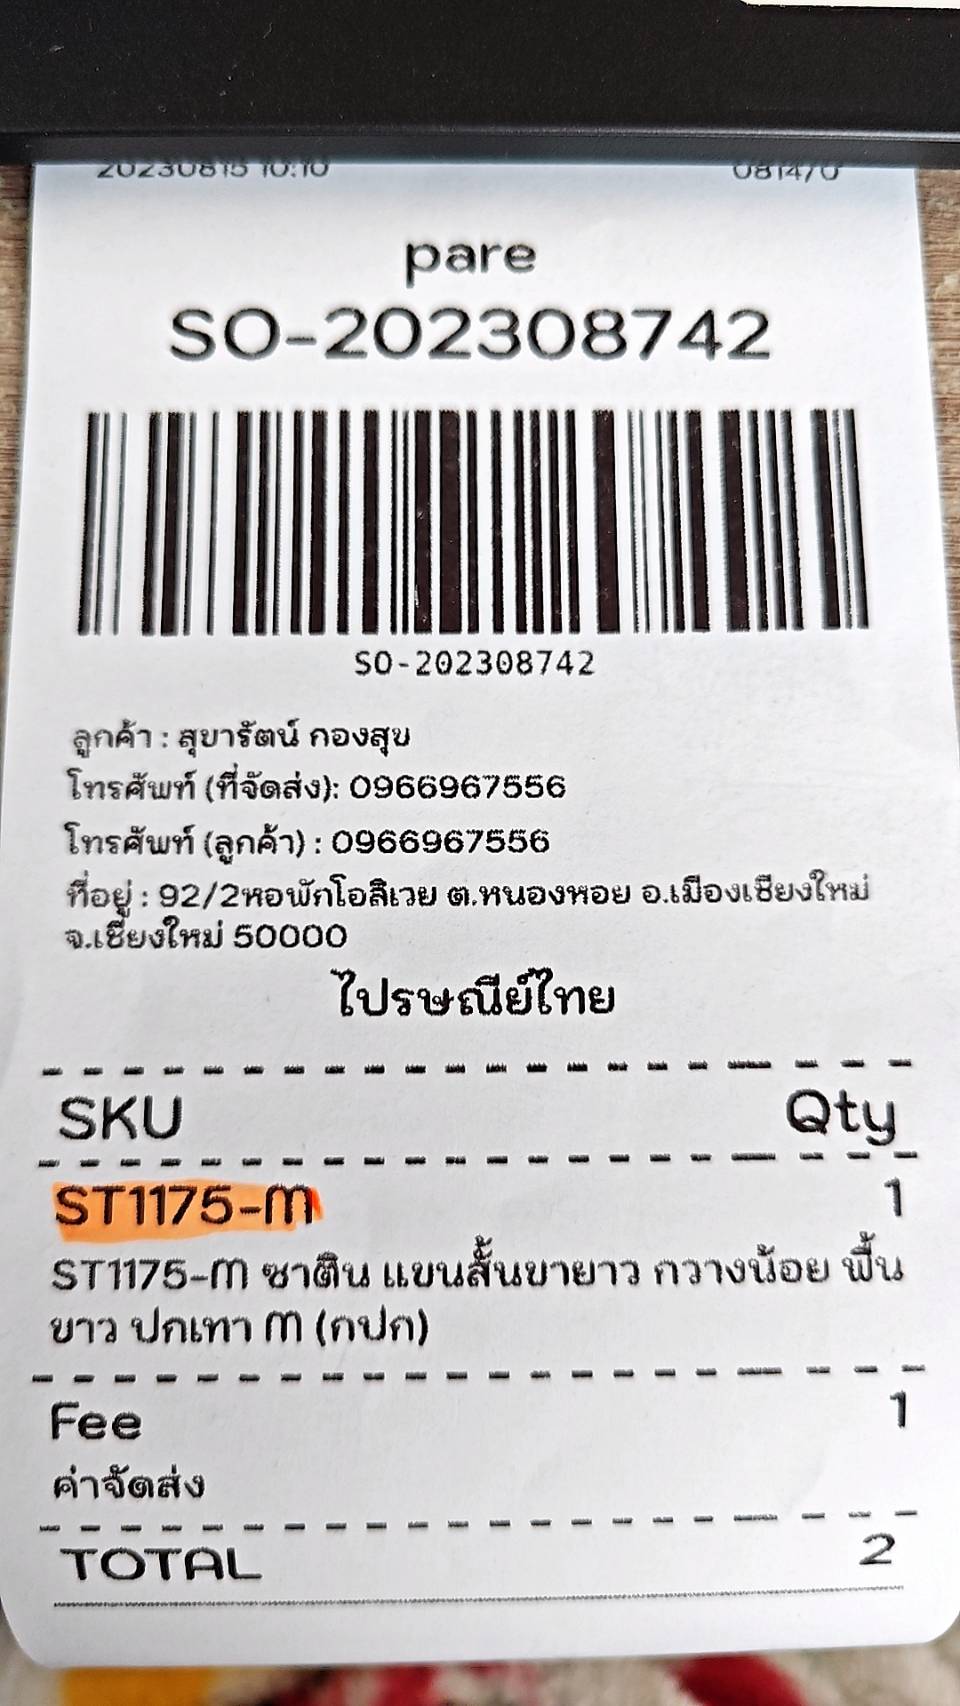 20230815 10:10 081470
pare
SO-202308742
SO-202308742
ลูกค้า : สุขารัตน์ กองสุข
โทรศัพท์ (ที่จัดส่ง): 0966967556
โทรศัพท์ (ลูกค้า) : 0966967556
ที่อยู่ : 92/2หอพักโอลิเวย ต.หนองหอย อ.เมืองเชียงใหม่
จ.เชียงใหม่ 50000
ไปรษณีย์ไทย
SKU Qty
ST1175-M 1
ST1175-M ซาติน แขนสั้นขายาว กวางน้อย พื้น
ขาว ปกเทา M (กปก)
Fee 1
ค่าจัดส่ง
TOTAL 2